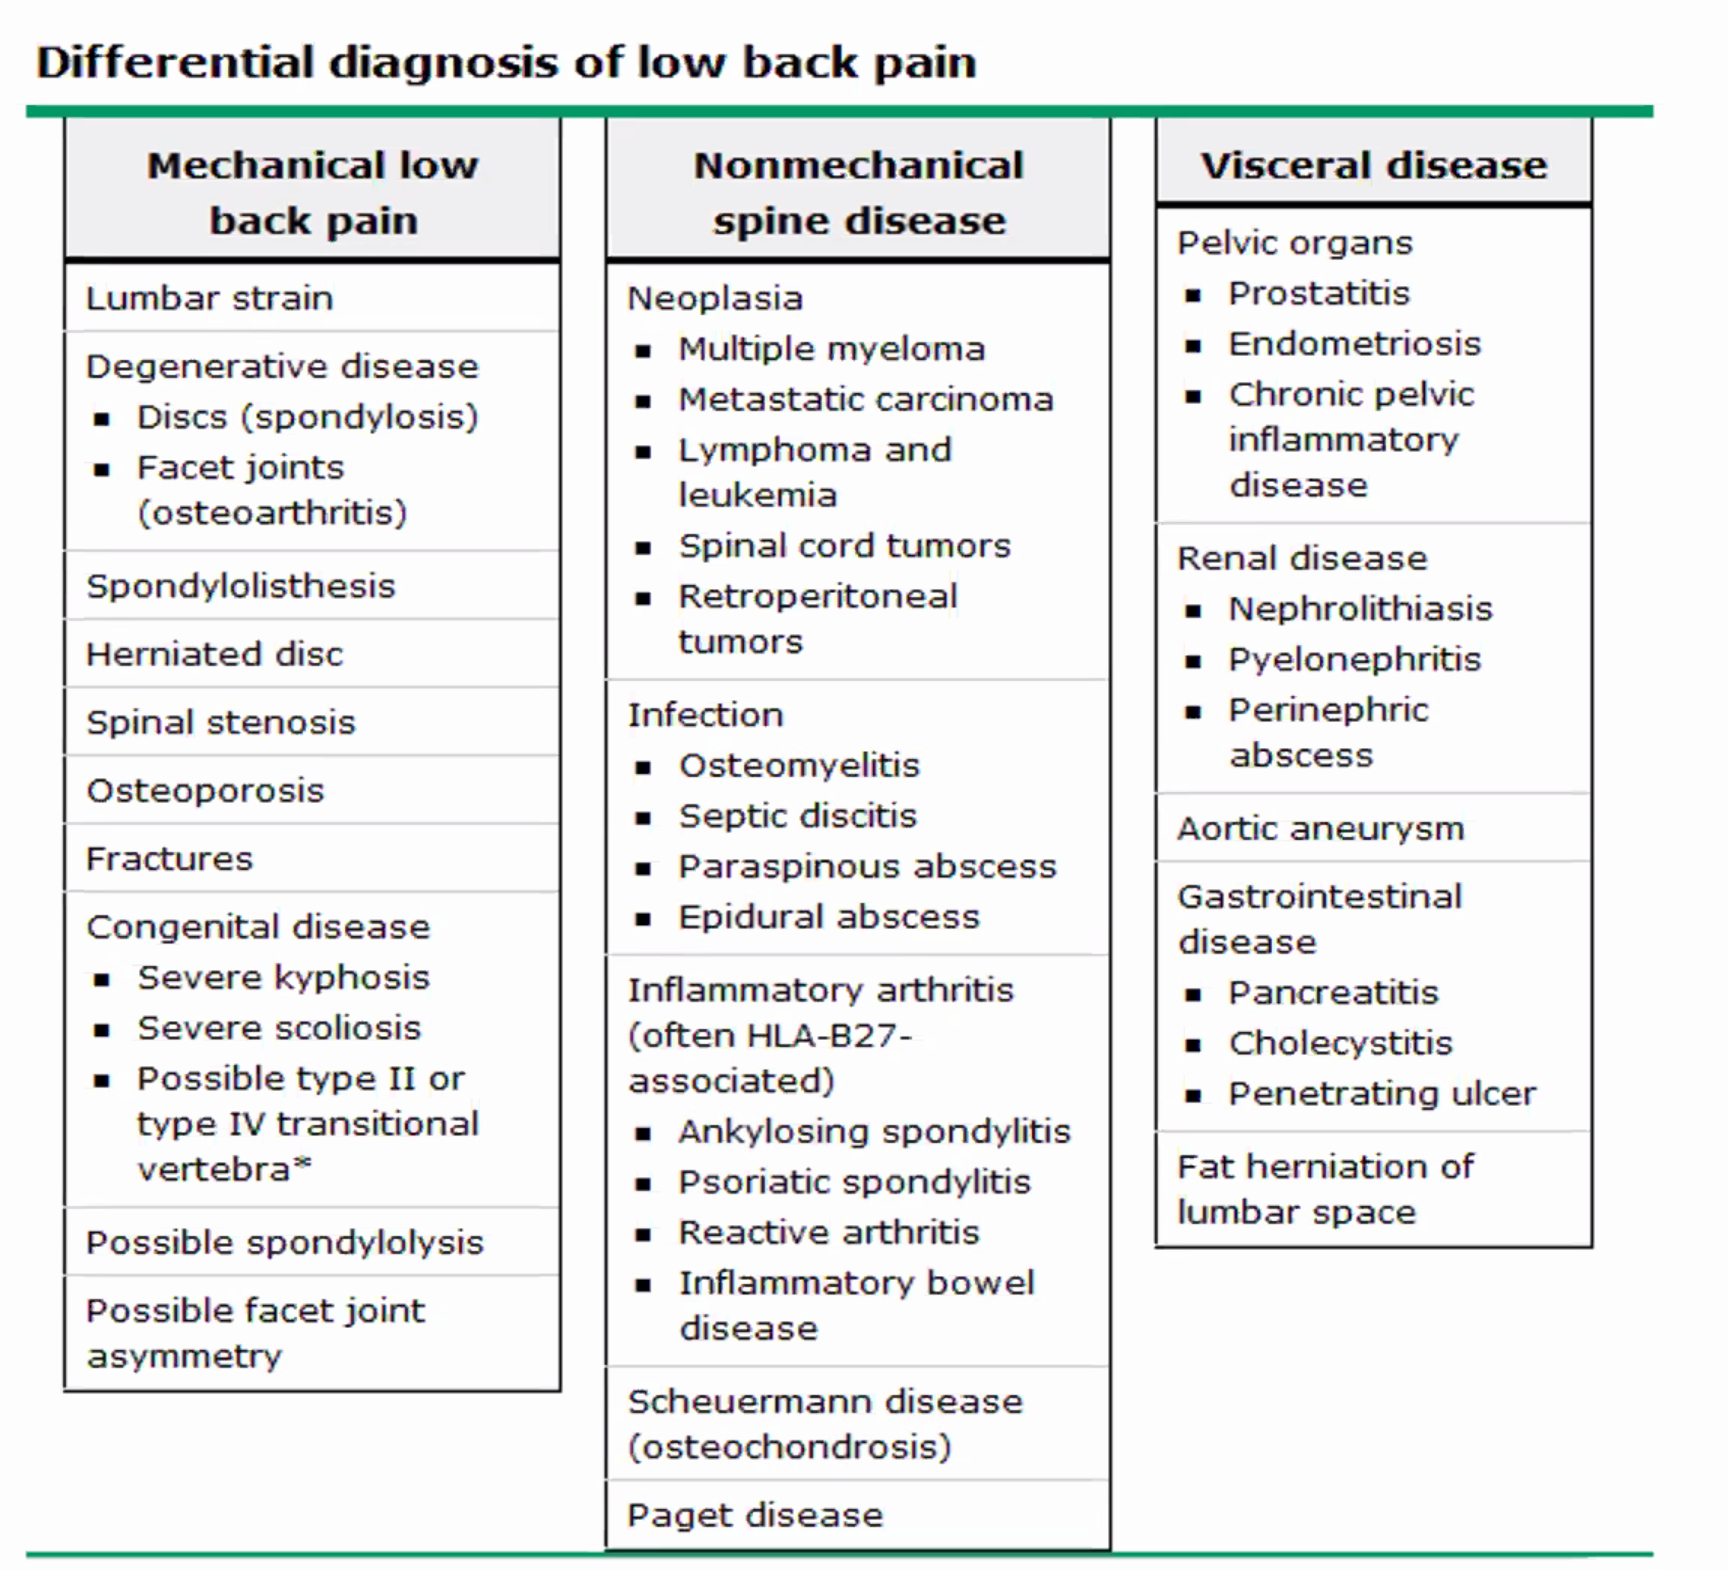 Differential diagnosis of low back pain
Mechanical low
back pain
Lumbar strain
Degenerative disease
▪ Discs (spondylosis)
▪ Facet joints
(osteoarthritis)
Spondylolisthesis
Herniated disc
Spinal stenosis
Osteoporosis
Fractures
Congenital disease
▪ Severe kyphosis
▪ Severe scoliosis
▪ Possible type II or
type IV transitional
vertebra*
Possible spondylolysis
Possible facet joint
asymmetry
Nonmechanical
spine disease
Neoplasia
▪ Multiple myeloma
▪ Metastatic carcinoma
▪ Lymphoma and
leukemia
▪ Spinal cord tumors
▪ Retroperitoneal
tumors
Infection
▪ Osteomyelitis
▪ Septic discitis
▪ Paraspinous abscess
▪ Epidural abscess
Inflammatory arthritis
(often HLA-B27-
associated)
▪ Ankylosing spondylitis
▪ Psoriatic spondylitis
▪ Reactive arthritis
▪ Inflammatory bowel
disease
Scheuermann disease
(osteochondrosis)
Paget disease
Visceral disease
Pelvic organs
▪ Prostatitis
▪ Endometriosis
▪ Chronic pelvic
inflammatory
disease
Renal disease
▪ Nephrolithiasis
▪ Pyelonephritis
▪ Perinephric
abscess
Aortic aneurysm
Gastrointestinal
disease
▪ Pancreatitis
▪ Cholecystitis
▪ Penetrating ulcer
Fat herniation of
lumbar space